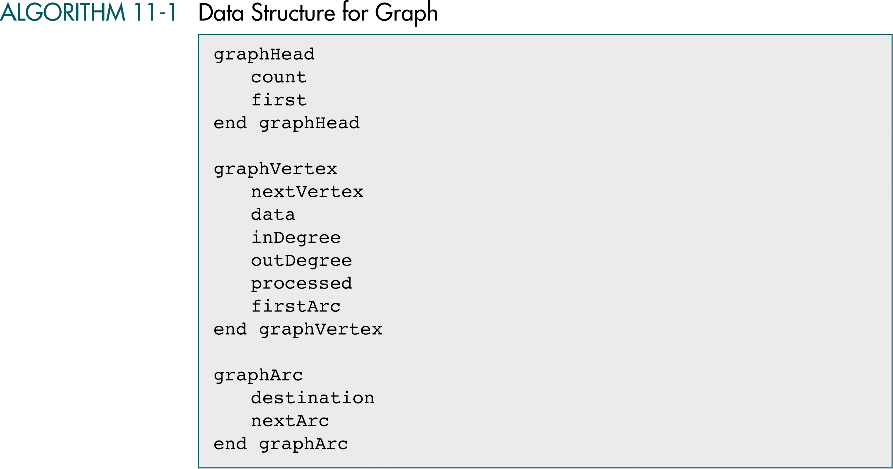 ALGORITHM 11-1 Data Structure for Graph
graphHead
count
first
end graphHead
graphVertex
nextVertex
data
inDegree
outDegree
processed
firstArc
end graphVertex
graphArc
destination
nextArc
end graphArc